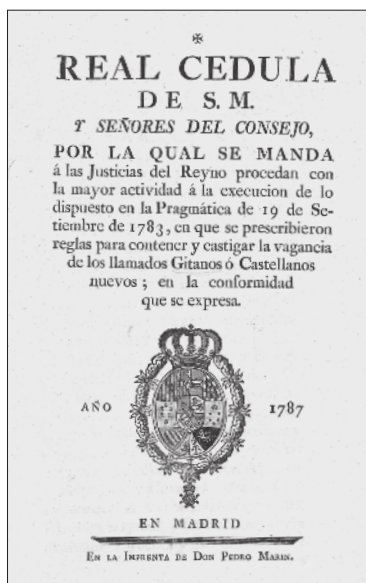 REAL CEDULA
DE S. M.
Y SEÑORES DEL CONSEJO,
POR LA QUAL SE MANDA
á las Justicias del Reyno procedan con
la mayor actividad á la execucion de lo
dispuesto en la Pragmática de 19 de Se-
tiembre de 1783, en que se prescribieron
reglas para contener y castigar la vagancia
de los llamados Gitanos ó Castellanos
nuevos ; en la conformidad
que se expresa.
AÑO 1787
EN MADRID
EN LA IMPRENTA DE DON PEDRO MARIN.